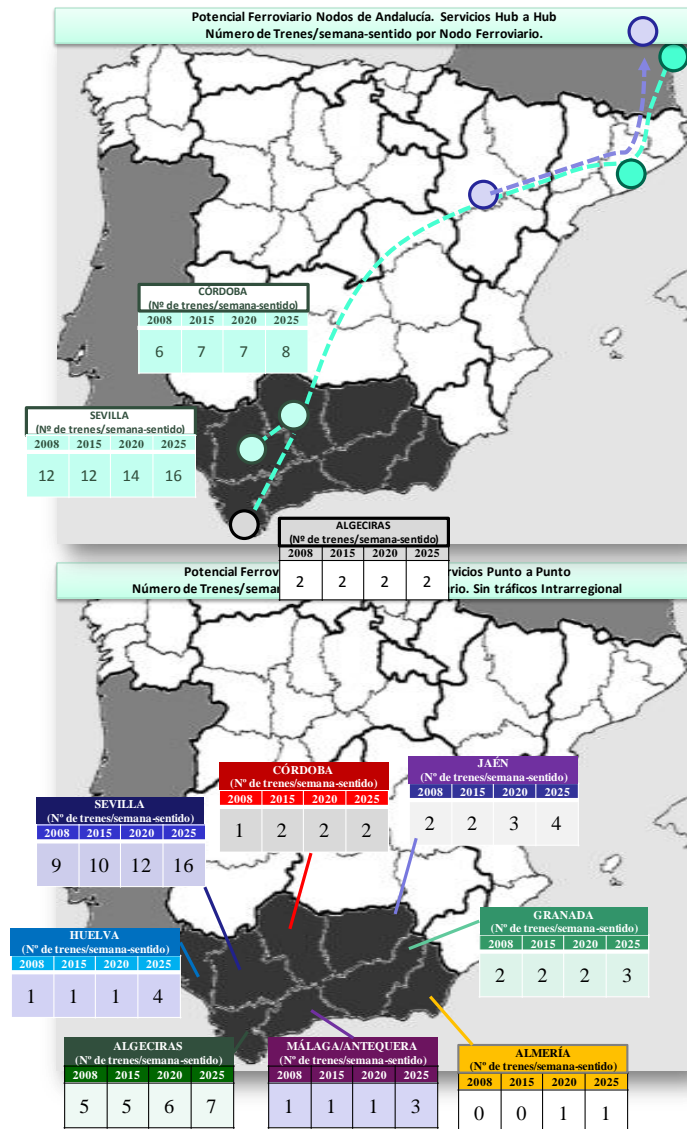 Potencial Ferroviario Nodos de Andalucía. Servicios Hub a Hub
Número de Trenes/semana-sentido por Nodo Ferroviario.
CÓRDOBA
(Nº de trenes/semana-sentido)
2008 2015 2020 2025
6 7 7 8
SEVILLA
(Nº de trenes/semana-sentido)
2008 2015 2020 2025
12 12 14 16
ALGECIRAS
(Nº de trenes/semana-sentido)
2008 2015 2020 2025
2 2 2 2
Potencial Ferrov rvicios Punto a Punto
Número de Trenes/semar ario. Sin tráficos Intrarregional
CÓRDOBA
(Nº de trenes/semana-sentido)
2008 2015 2020 2025
1 2 2 2
JAÉN
(Nº de trenes/semana-sentido)
2008 2015 2020 2025
2 2 3 4
SEVILLA
(Nº de trenes/semana-sentido)
2008 2015 2020 2025
9 10 12 16
GRANADA
(Nº de trenes/semana-sentido)
2008 2015 2020 2025
2 2 2 3
HUELVA
(Nº de trenes/semana-sentido)
2008 2015 2020 2025
1 1 1 4
ALGECIRAS
(Nº de trenes/semana-sentido)
2008 2015 2020 2025
5 5 6 7
MÁLAGA/ANTEQUERA
(Nº de trenes/semana-sentido)
2008 2015 2020 2025
1 1 1 3
ALMERÍA
(Nº de trenes/semana-sentido)
2008 2015 2020 2025
0 0 1 1